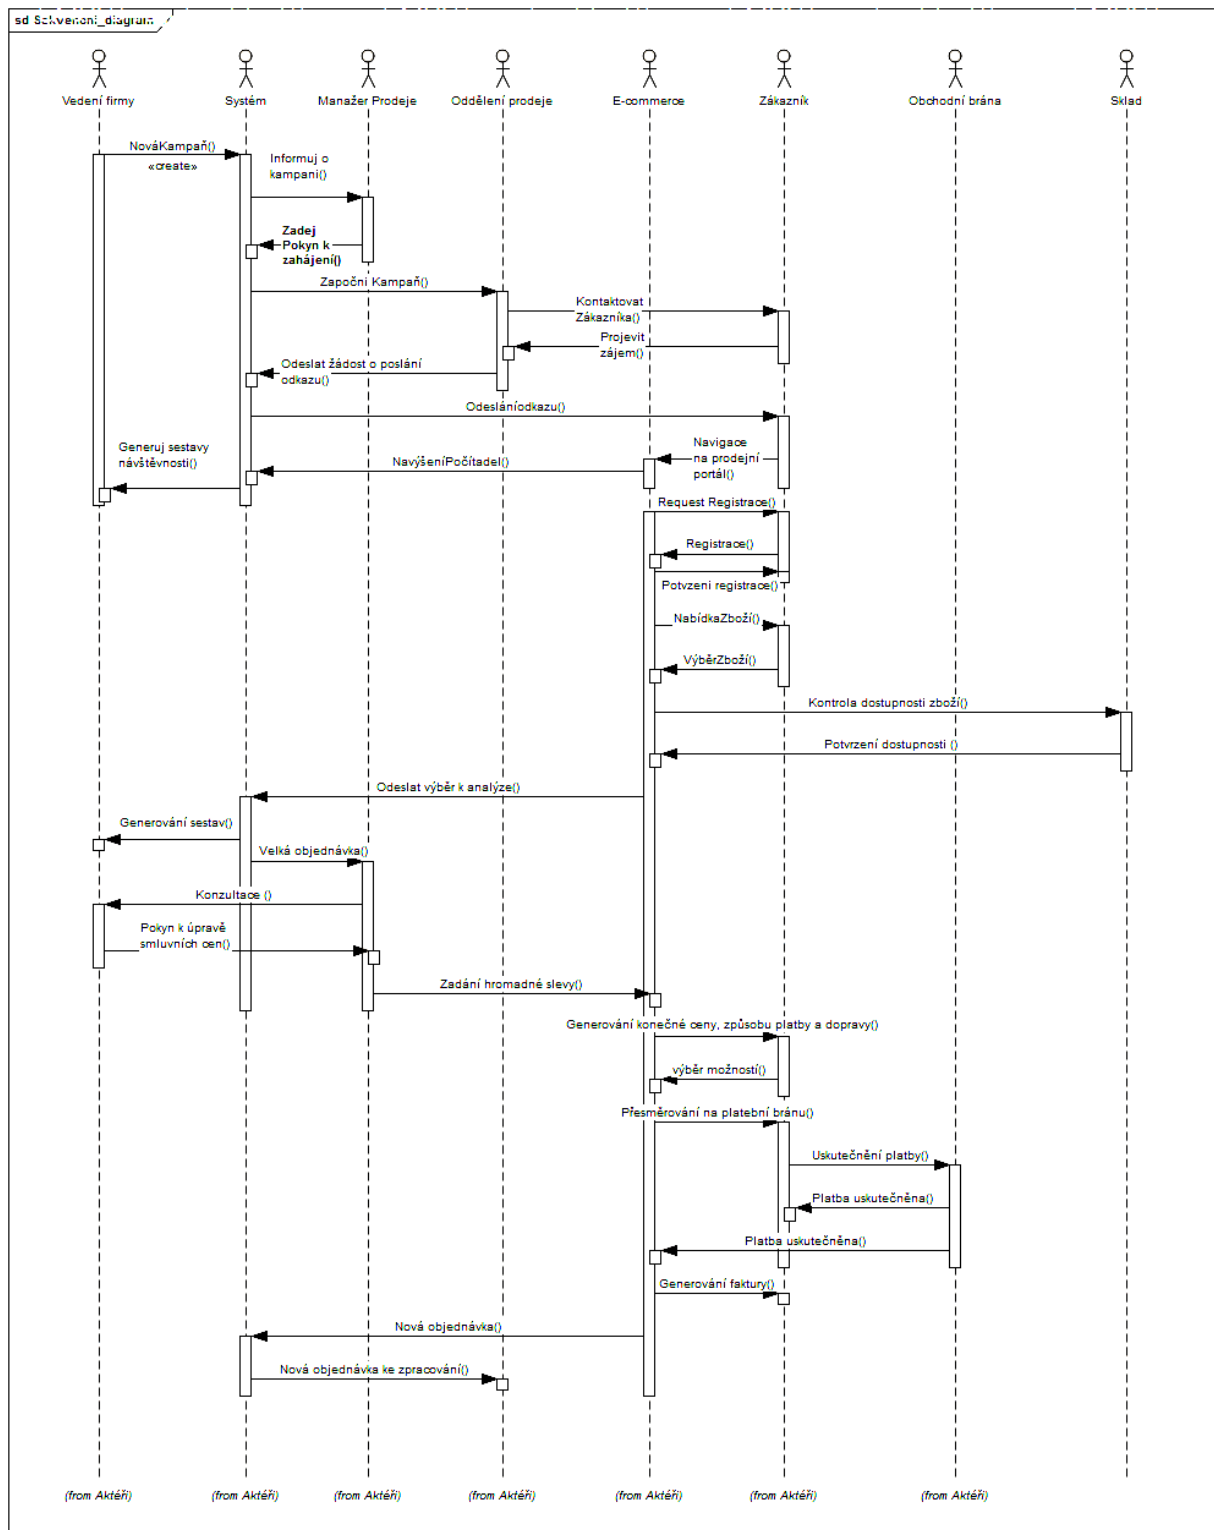 sd Sekvenční_diagram
Vedení firmy
Systém
Manažer Prodeje
Oddělení prodeje
E-commerce
Zákazník
Obchodní brána
Sklad
NováKampaň()
«create»
Informuj o
kampani()
Zadej
Pokyn k
zahájení()
Započni Kampaň()
Kontaktovat
Zákazníka()
Projevit
zájem()
Odeslat žádost o poslání
odkazu()
Odesláníodkazu()
Navigace
na prodejní
portál()
Generuj sestavy
návštěvnosti()
NavýšeníPočítadel()
Request Registrace()
Registrace()
Potvzeni registrace()
NabídkaZboží()
VýběrZboží()
Kontrola dostupnosti zboží()
Potvrzení dostupnosti ()
Odeslat výběr k analýze()
Generování sestav()
Velká objednávka()
Konzultace ()
Pokyn k úpravě
smluvních cen()
Zadání hromadné slevy()
Generování konečné ceny, způsobu platby a dopravy()
výběr možností()
Přesměrování na platební bránu()
Uskutečnění platby()
Platba uskutečněna()
Platba uskutečněna()
Generování faktury()
Nová objednávka()
Nová objednávka ke zpracování()
(from Aktéři)
(from Aktéři)
(from Aktéři)
(from Aktéři)
(from Aktéři)
(from Aktéři)
(from Aktéři)